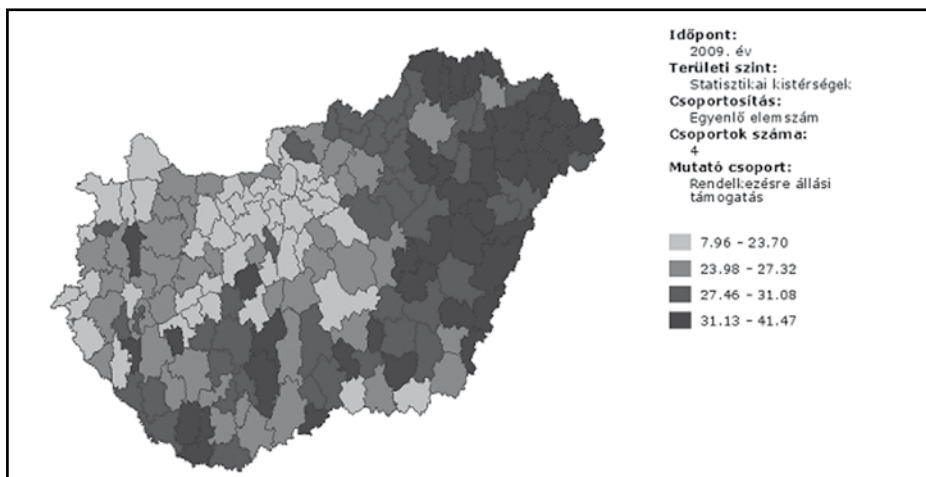 Időpont:
2009. év
Területi szint:
Statisztikai kistérségek
Csoportosítás:
Egyenlő elemszám
Csoportok száma:
4
Mutató csoport:
Rendelkezésre állási
támogatás
7.96 - 23.70
23.98 - 27.32
27.46 - 31.08
31.13 - 41.47